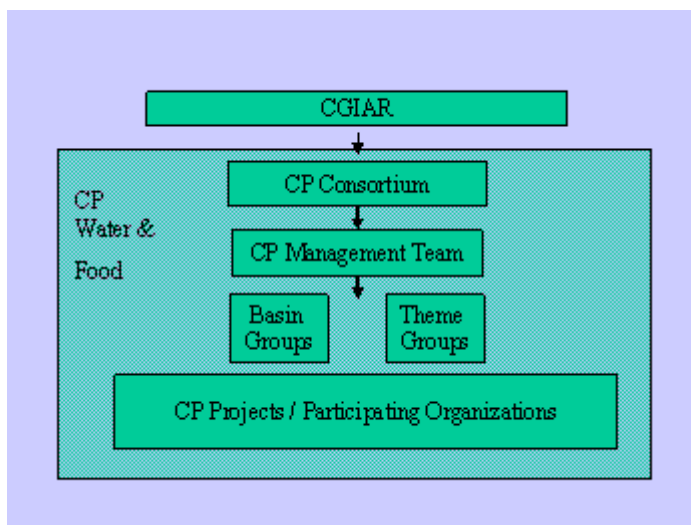 CGIAR
CP Consortium
CP
Water &
Food
CP Management Team
Basin
Groups
Theme
Groups
CP Projects / Participating Organizations